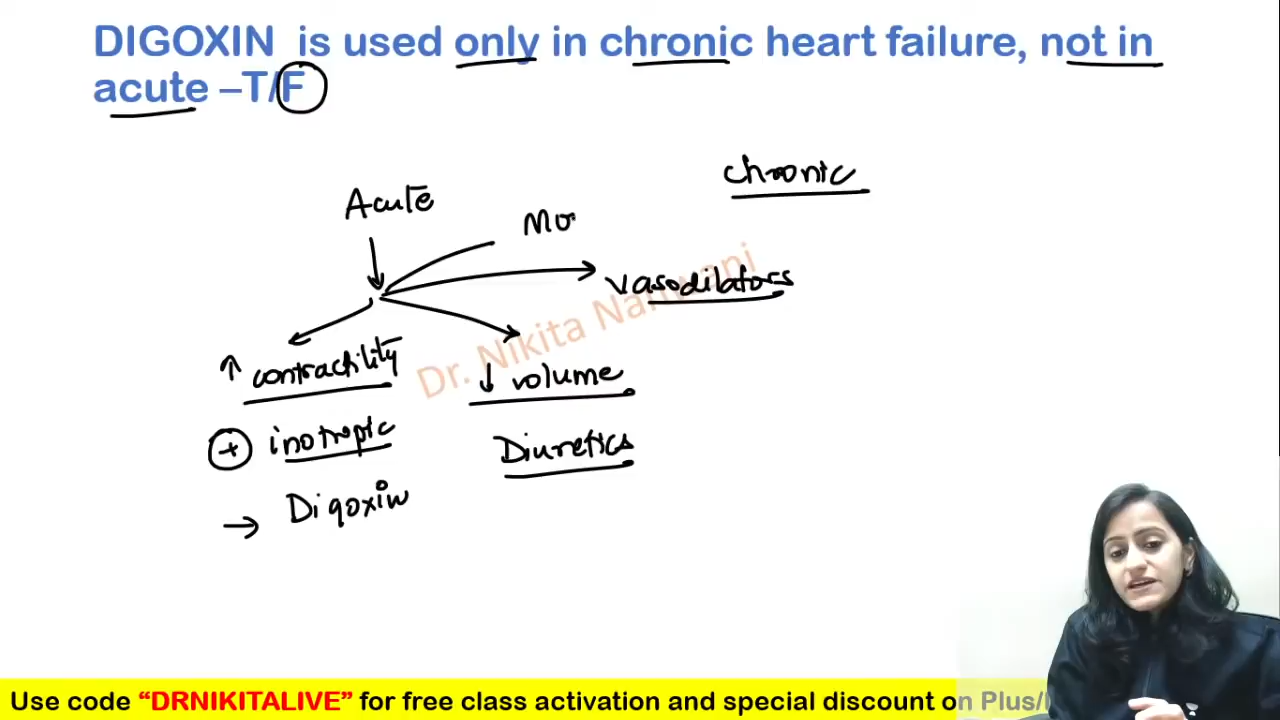 DIGOXIN is used only in chronic heart failure, not in
acute –T/F
chronic
Acute
Mo
vasodilators
Dr. Nikita Nanwani
↑ contractility
↓ volume
+ inotropic
Diuretics
→ Digoxin
Use code “DRNIKITALIVE” for free class activation and special discount on Plus/